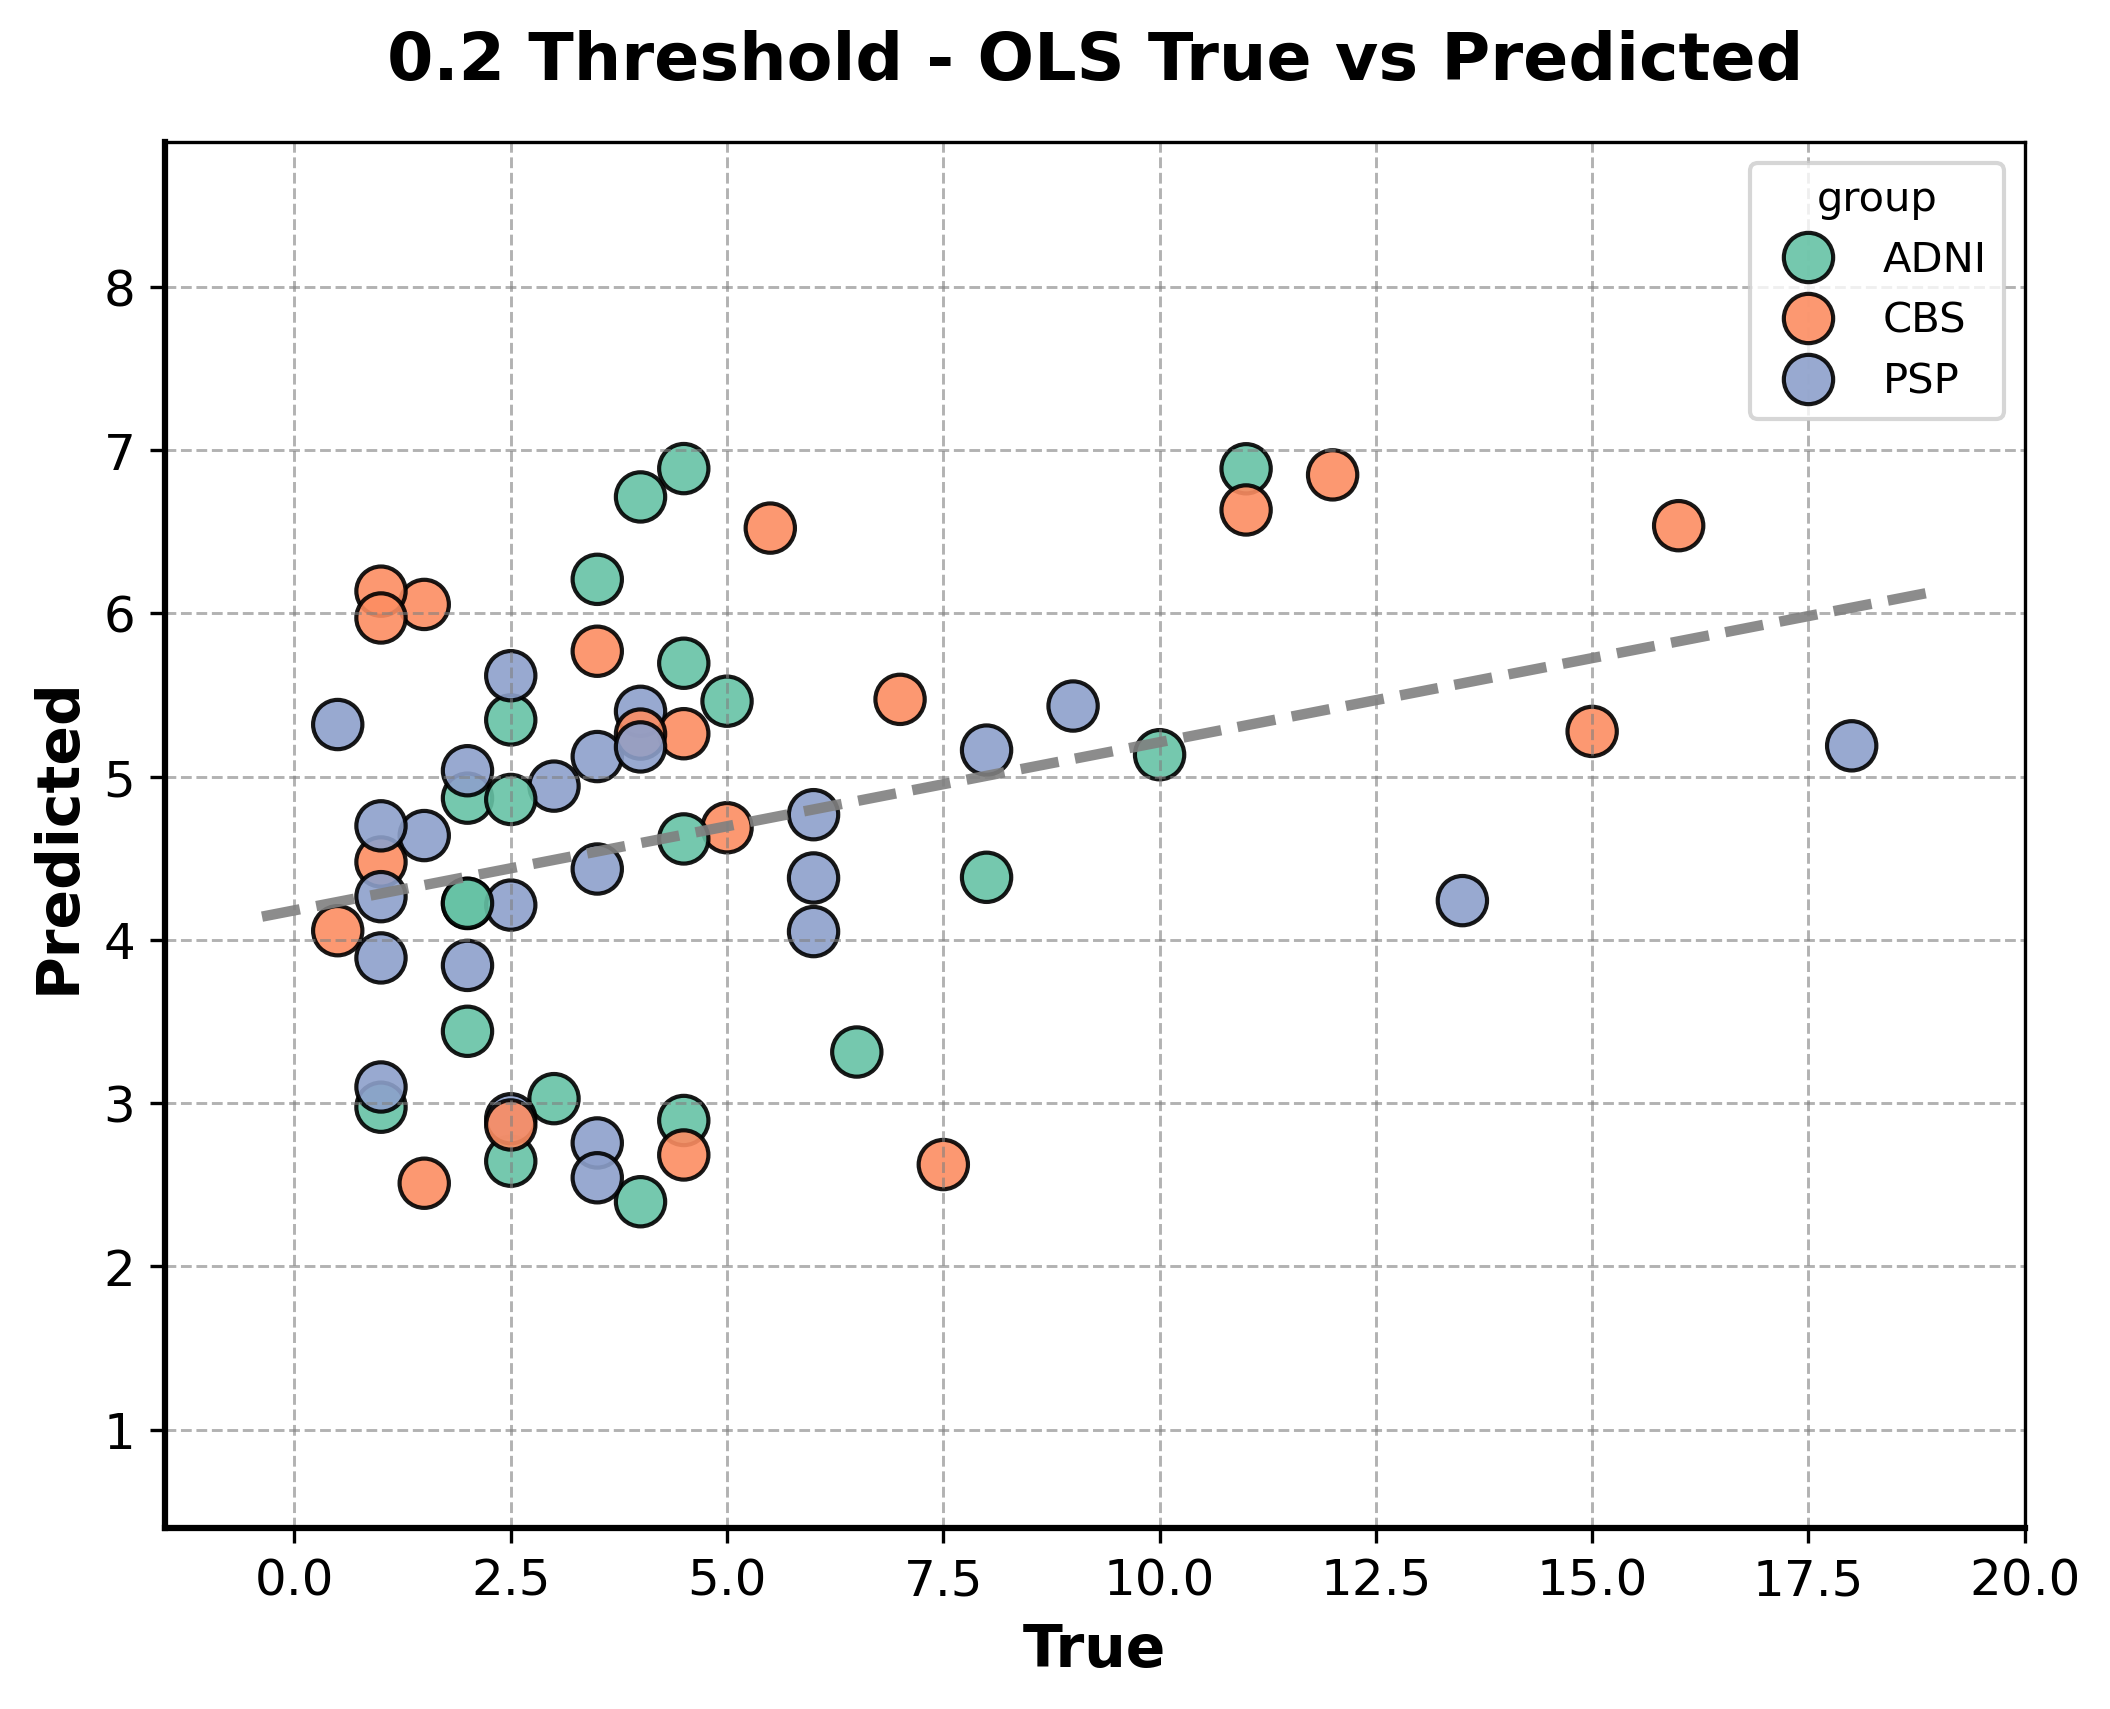 0.2 Threshold - OLS True vs Predicted
group
ADNI
CBS
PSP
Predicted
8
7
6
5
4
3
2
1
0.0 2.5 5.0 7.5 10.0 12.5 15.0 17.5 20.0
True